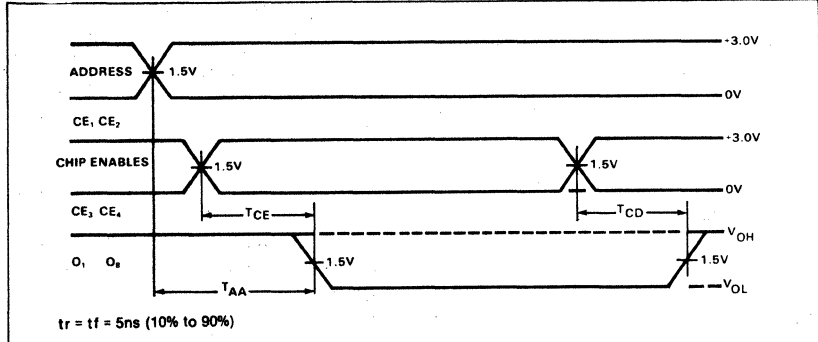 +3.0V
ADDRESS
1.5V
0V
CE1 CE2
+3.0V
CHIP ENABLES
1.5V
1.5V
0V
CE3 CE4
TCE
TCD
VOH
O1 O8
1.5V
1.5V
TAA
VOL
tr = tf = 5ns (10% to 90%)